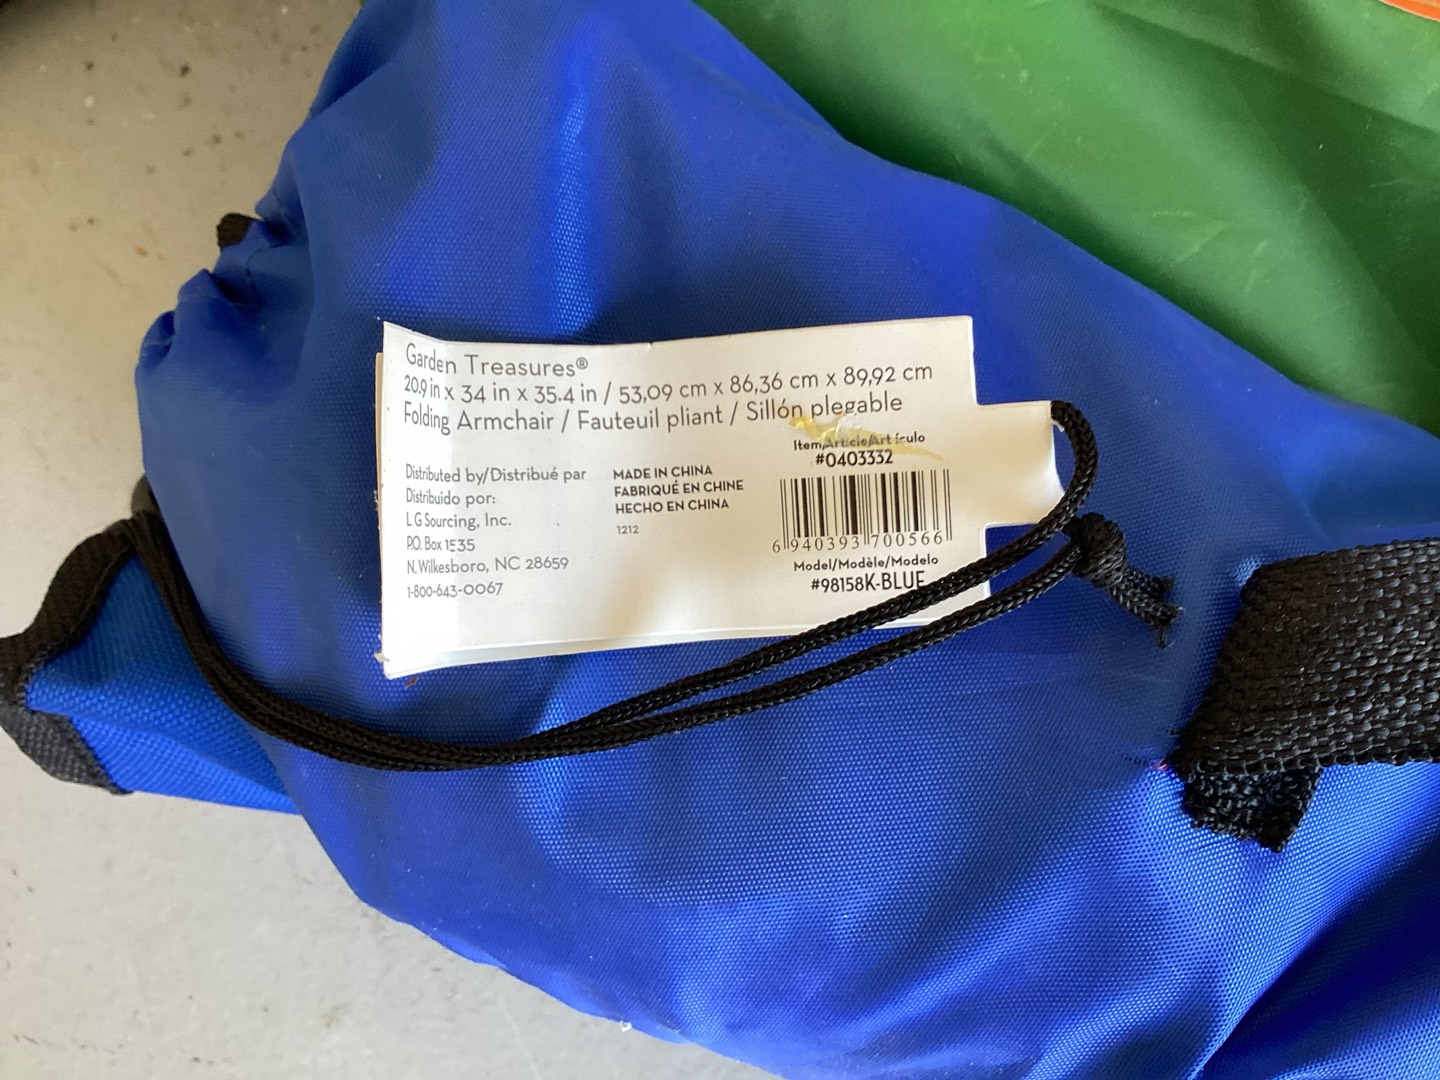 Garden Treasures®
20.9 in x 34 in x 35.4 in / 53,09 cm x 86,36 cm x 89,92 cm
Folding Armchair / Fauteuil pliant / Sillón plegable
Distributed by/Distribué par
Distribuido por:
L G Sourcing, Inc.
P.O. Box 1535
N. Wilkesboro, NC 28659
1-800-643-0067
MADE IN CHINA
FABRIQUÉ EN CHINE
HECHO EN CHINA
1212
Item/Article/Artículo
#0403332
6 940393 700566
Model/Modèle/Modelo
#98158K-BLUE